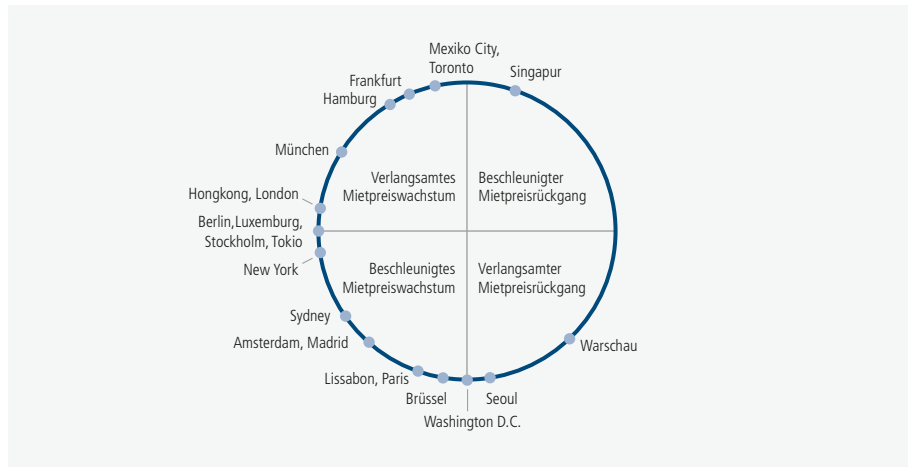 Mexiko City,
Toronto
Singapur
Frankfurt
Hamburg
München
Verlangsamtes
Mietpreiswachstum
Beschleunigter
Mietpreisrückgang
Hongkong, London
Berlin,Luxemburg,
Stockholm, Tokio
New York
Beschleunigtes
Mietpreiswachstum
Verlangsamter
Mietpreisrückgang
Sydney
Amsterdam, Madrid
Warschau
Lissabon, Paris
Brüssel
Seoul
Washington D.C.